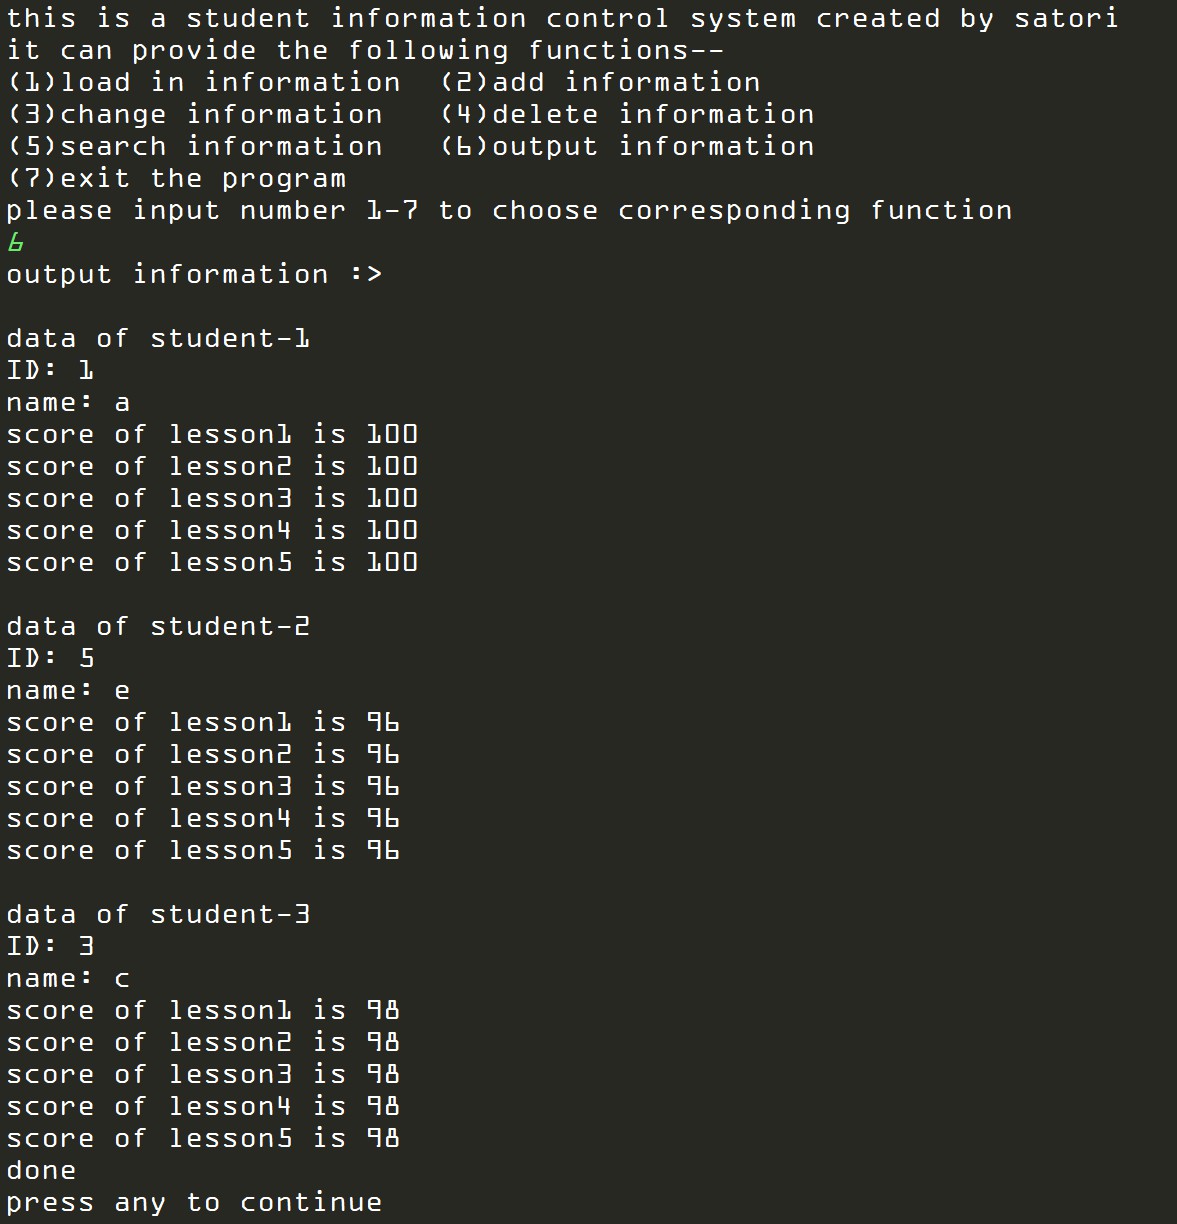 this is a student information control system created by satori
it can provide the following functions--
(1)load in information  (2)add information
(3)change information   (4)delete information
(5)search information   (6)output information
(7)exit the program
please input number 1-7 to choose corresponding function
6
output information :>

data of student-1
ID: 1
name: a
score of lesson1 is 100
score of lesson2 is 100
score of lesson3 is 100
score of lesson4 is 100
score of lesson5 is 100

data of student-2
ID: 5
name: e
score of lesson1 is 96
score of lesson2 is 96
score of lesson3 is 96
score of lesson4 is 96
score of lesson5 is 96

data of student-3
ID: 3
name: c
score of lesson1 is 98
score of lesson2 is 98
score of lesson3 is 98
score of lesson4 is 98
score of lesson5 is 98
done
press any to continue